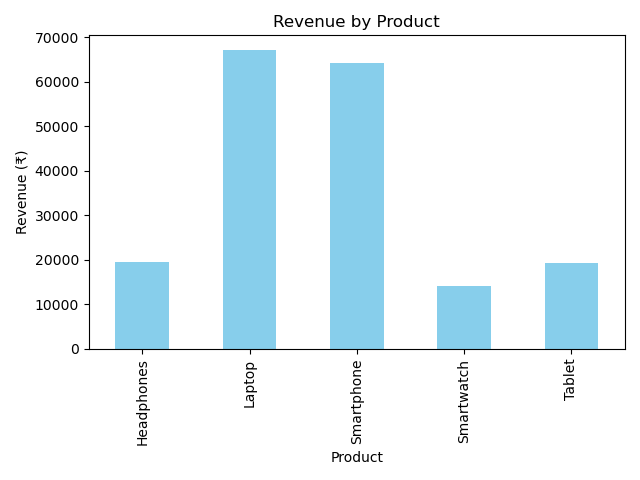 Revenue by Product
Revenue (₹)
70000
60000
50000
40000
30000
20000
10000
0
Headphones
Laptop
Smartphone
Smartwatch
Tablet
Product